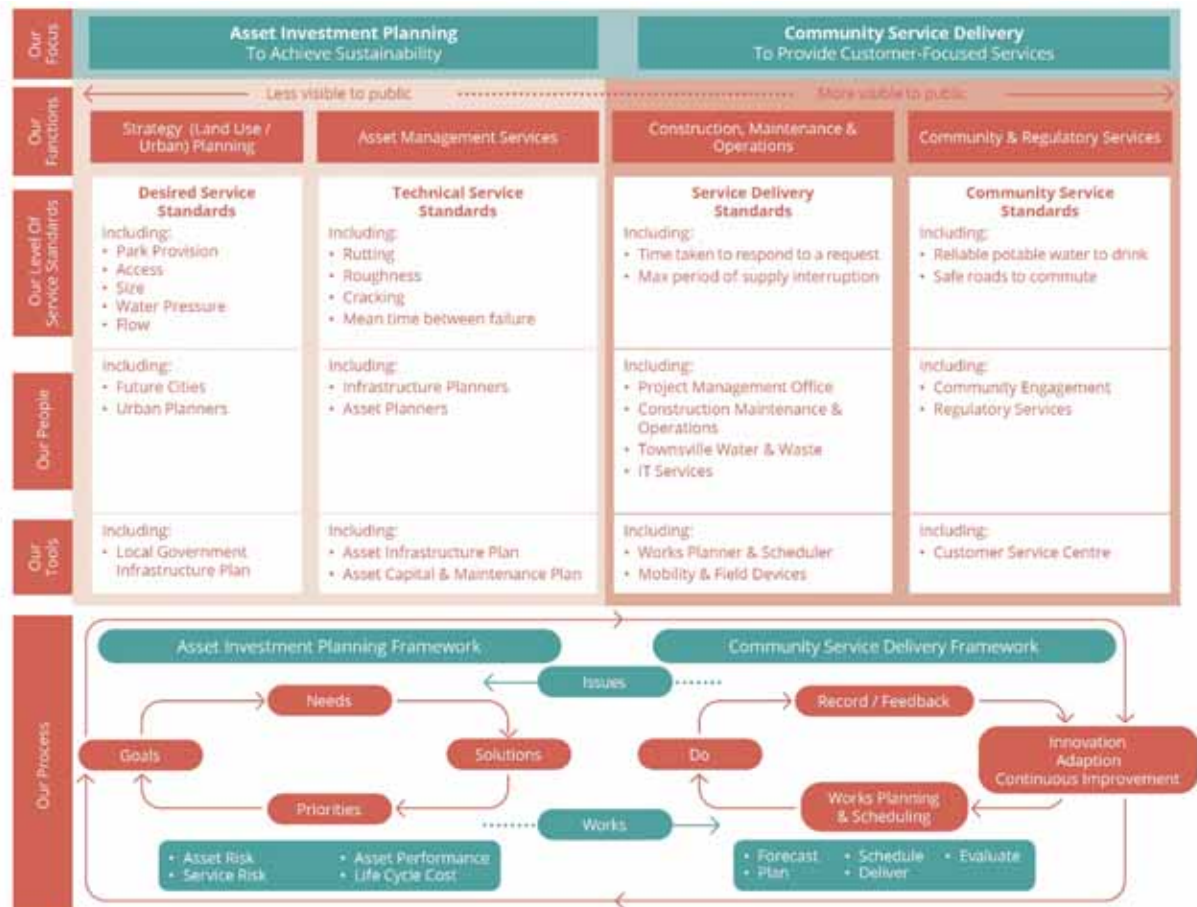 Our Focus
Asset Investment Planning
To Achieve Sustainability
Community Service Delivery
To Provide Customer-Focused Services
Our Functions
Less visible to public
More visible to public
Strategy (Land Use /
Urban) Planning
Asset Management Services
Construction, Maintenance &
Operations
Community & Regulatory Services
Our Level Of
Service Standards
Desired Service
Standards
Including:
• Park Provision
• Access
• Size
• Water Pressure
• Flow
Technical Service
Standards
Including:
• Rutting
• Roughness
• Cracking
• Mean time between failure
Service Delivery
Standards
Including:
• Time taken to respond to a request
• Max period of supply interruption
Community Service
Standards
Including:
• Reliable potable water to drink
• Safe roads to commute
Our People
Including:
• Future Cities
• Urban Planners
Including:
• Infrastructure Planners
• Asset Planners
Including:
• Project Management Office
• Construction Maintenance &
Operations
• Townsville Water & Waste
• IT Services
Including:
• Community Engagement
• Regulatory Services
Our Tools
Including:
• Local Government
Infrastructure Plan
Including:
• Asset Infrastructure Plan
• Asset Capital & Maintenance Plan
Including:
• Works Planner & Scheduler
• Mobility & Field Devices
Including:
• Customer Service Centre
Our Process
Asset Investment Planning Framework
Community Service Delivery Framework
Issues
Needs
Record / Feedback
Goals
Solutions
Do
Innovation
Adaption
Continuous Improvement
Priorities
Works Planning
& Scheduling
Works
• Asset Risk
• Service Risk
• Asset Performance
• Life Cycle Cost
• Forecast
• Plan
• Schedule
• Deliver
• Evaluate